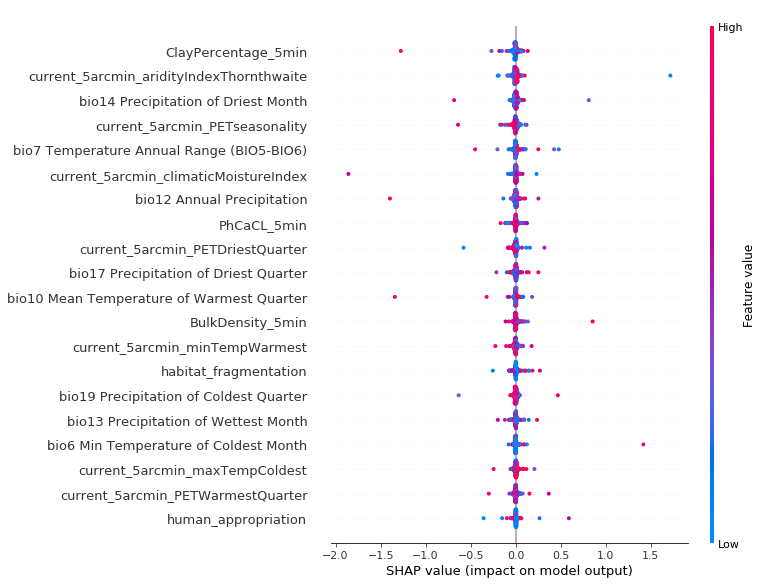 High
ClayPercentage_5min
current_5arcmin_aridityIndexThornthwaite
bio14 Precipitation of Driest Month
current_5arcmin_PETseasonality
bio7 Temperature Annual Range (BIO5-BIO6)
current_5arcmin_climaticMoistureIndex
bio12 Annual Precipitation
PhCaCL_5min
current_5arcmin_PETDriestQuarter
bio17 Precipitation of Driest Quarter
bio10 Mean Temperature of Warmest Quarter
BulkDensity_5min
current_5arcmin_minTempWarmest
habitat_fragmentation
bio19 Precipitation of Coldest Quarter
bio13 Precipitation of Wettest Month
bio6 Min Temperature of Coldest Month
current_5arcmin_maxTempColdest
current_5arcmin_PETWarmestQuarter
human_appropriation
Feature value
Low
−2.0 −1.5 −1.0 −0.5 0.0 0.5 1.0 1.5
SHAP value (impact on model output)